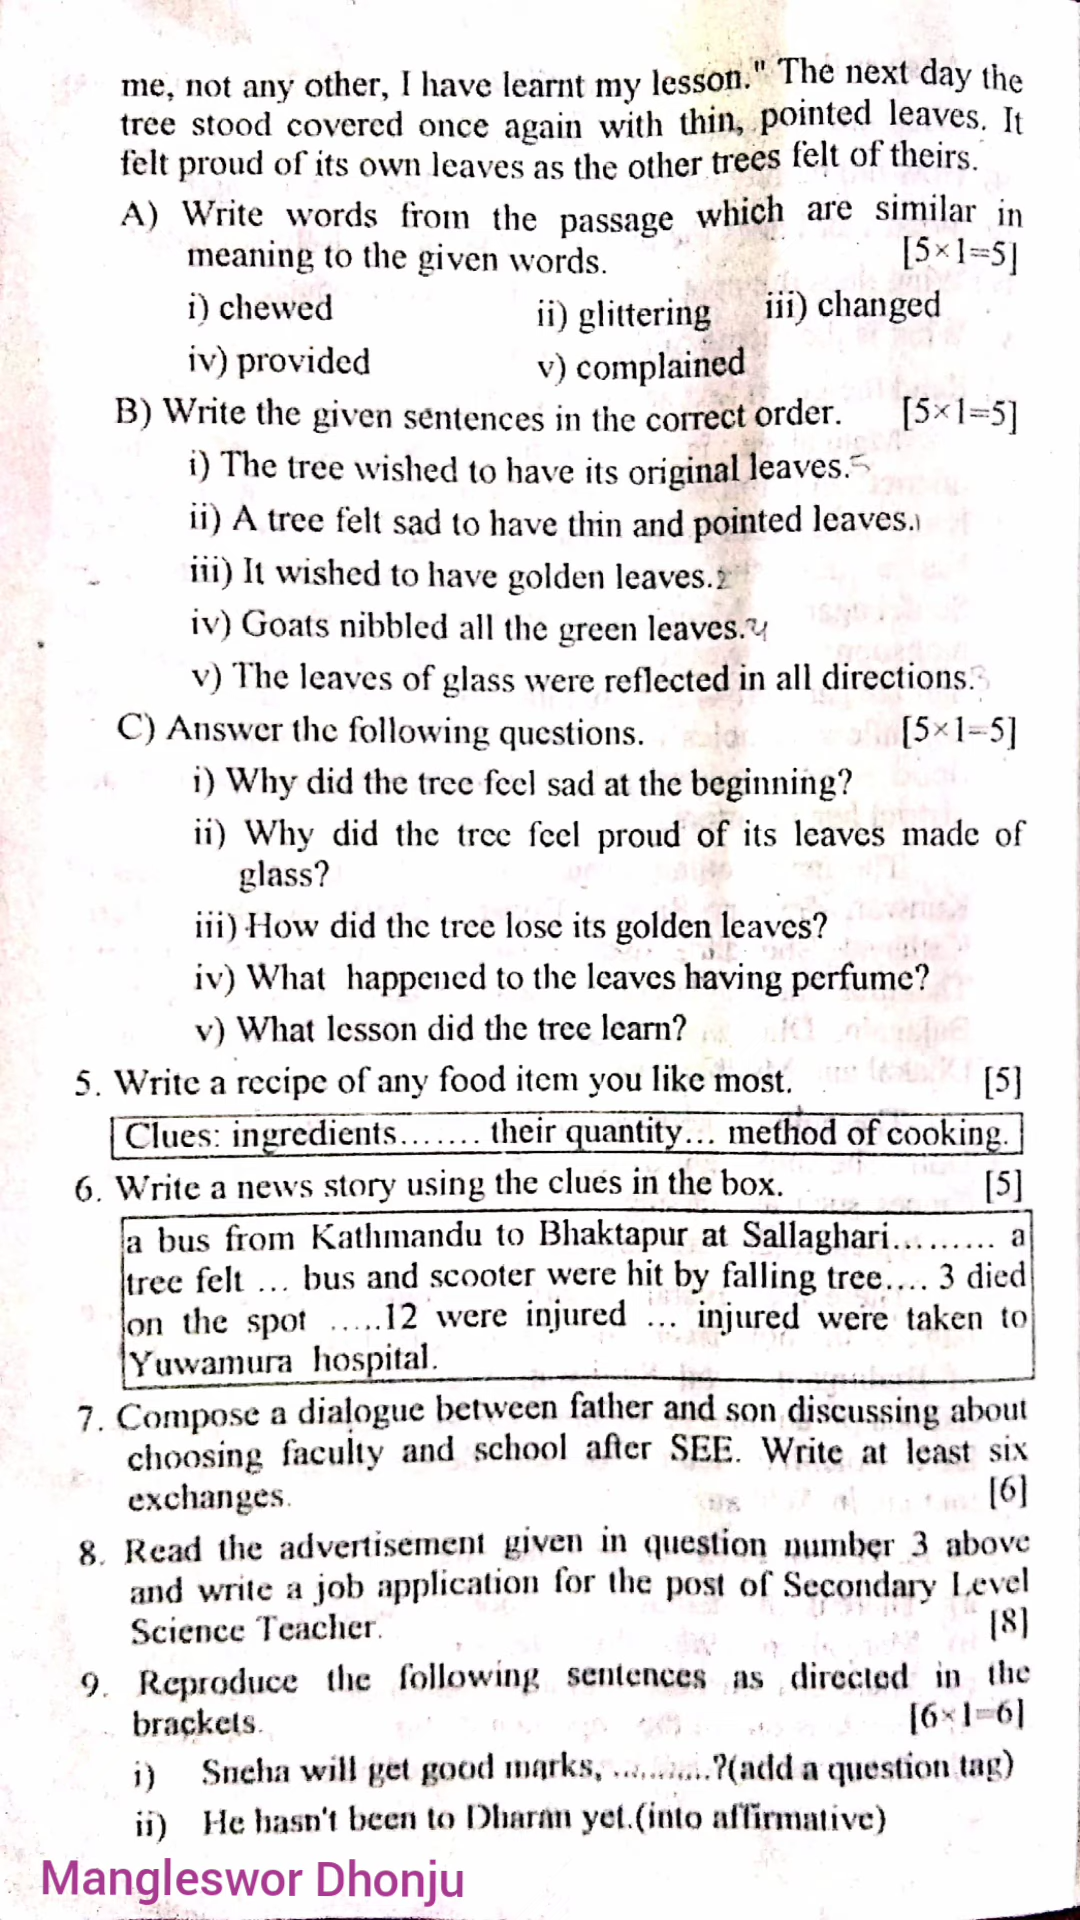 me, not any other, I have learnt my lesson." The next day the
tree stood covered once again with thin, pointed leaves. It
felt proud of its own leaves as the other trees felt of theirs.
A) Write words from the passage which are similar in
meaning to the given words. [5×1=5]
i) chewed ii) glittering iii) changed
iv) provided v) complained
B) Write the given sentences in the correct order. [5×1=5]
i) The tree wished to have its original leaves. 5
ii) A tree felt sad to have thin and pointed leaves. 1
iii) It wished to have golden leaves. 2
iv) Goats nibbled all the green leaves. ४
v) The leaves of glass were reflected in all directions. 3
C) Answer the following questions. [5×1=5]
i) Why did the tree feel sad at the beginning?
ii) Why did the tree feel proud of its leaves made of
glass?
iii) How did the tree lose its golden leaves?
iv) What happened to the leaves having perfume?
v) What lesson did the tree learn?
5. Write a recipe of any food item you like most. [5]
Clues: ingredients....... their quantity... method of cooking.
6. Write a news story using the clues in the box. [5]
a bus from Kathmandu to Bhaktapur at Sallaghari.......... a
tree felt ... bus and scooter were hit by falling tree.... 3 died
on the spot .....12 were injured ... injured were taken to
Yuwamura hospital.
7. Compose a dialogue between father and son discussing about
choosing faculty and school after SEE. Write at least six
exchanges. [6]
8. Read the advertisement given in question number 3 above
and write a job application for the post of Secondary Level
Science Teacher. [8]
9. Reproduce the following sentences as directed in the
brackets. [6×1=6]
i) Sneha will get good marks, ...........?(add a question tag)
ii) He hasn't been to Dharan yet.(into affirmative)
Mangleswor Dhonju